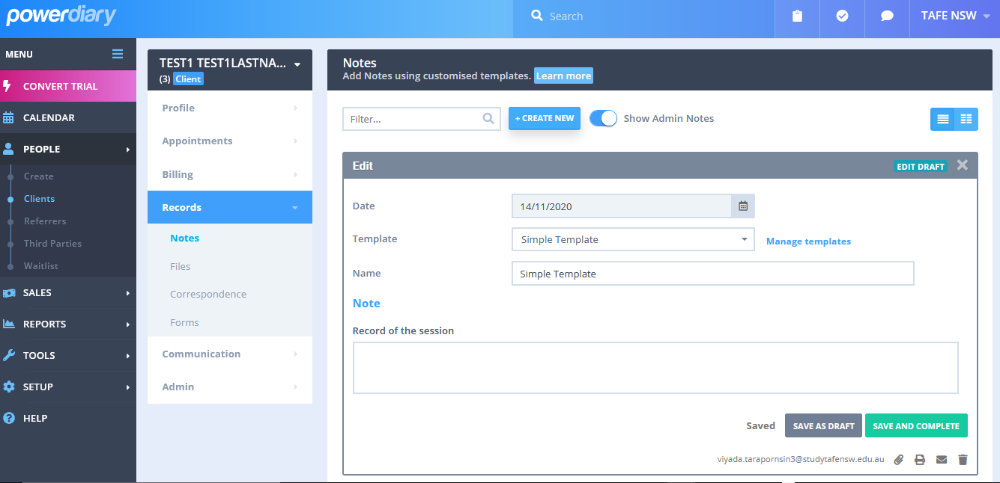 powerdiary
Search
TAFE NSW
MENU
CONVERT TRIAL
CALENDAR
PEOPLE
Create
Clients
Referrers
Third Parties
Waitlist
SALES
REPORTS
TOOLS
SETUP
HELP
TEST1 TEST1LASTNA...
(3) Client
Profile
Appointments
Billing
Records
Notes
Files
Correspondence
Forms
Communication
Admin
Notes
Add Notes using customised templates. Learn more
Filter...
+ CREATE NEW
Show Admin Notes
Edit
EDIT DRAFT
Date
14/11/2020
Template
Simple Template
Manage templates
Name
Simple Template
Note
Record of the session
Saved
SAVE AS DRAFT
SAVE AND COMPLETE
viyada.tarapornsin3@studytafensw.edu.au